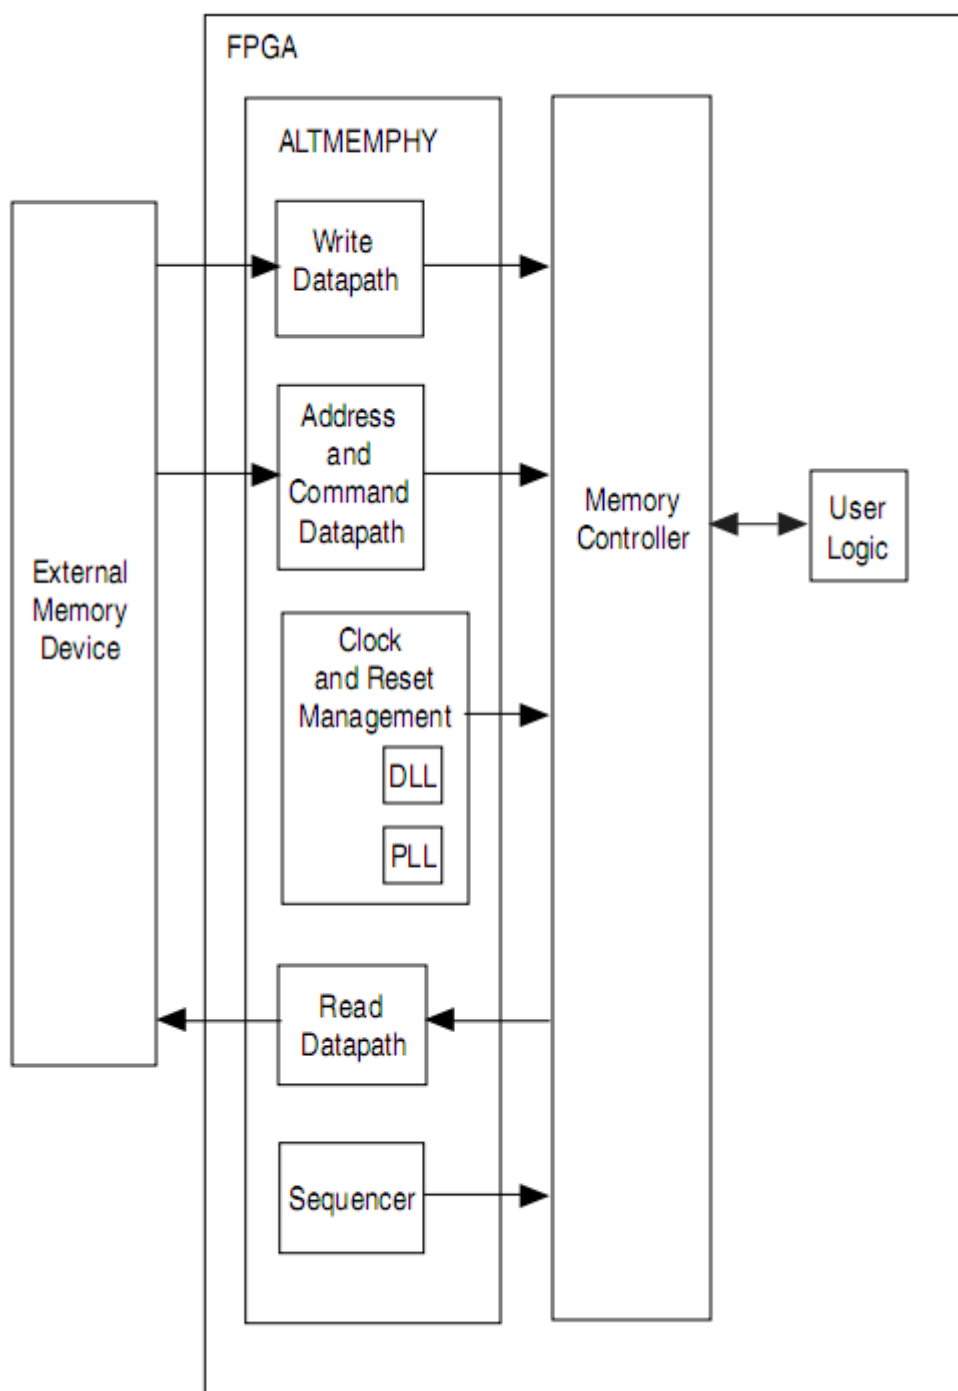 FPGA
ALTMEMPHY
Write
Datapath
Address
and
Command
Datapath
External
Memory
Device
Clock
and Reset
Management
DLL
PLL
Read
Datapath
Sequencer
Memory
Controller
User
Logic